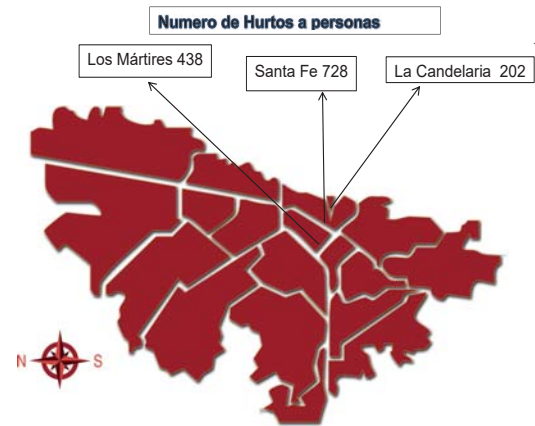 Numero de Hurtos a personas
Los Mártires 438
Santa Fe 728
La Candelaria 202
N S